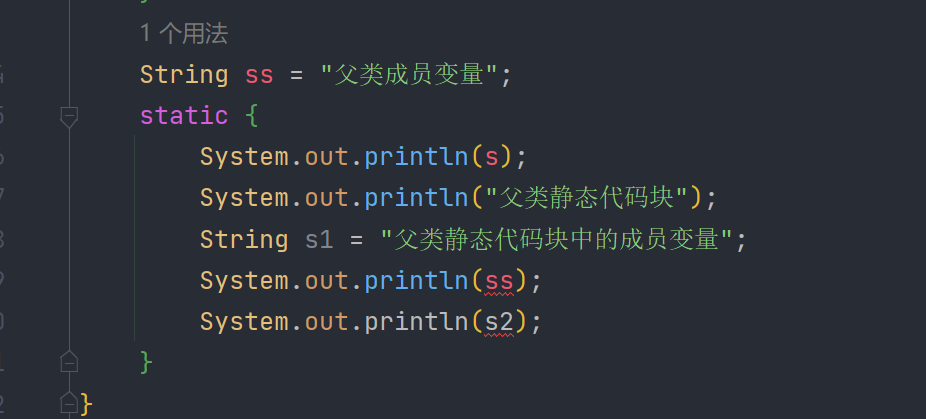 1 个用法
String ss = "父类成员变量";
static {
System.out.println(s);
System.out.println("父类静态代码块");
String s1 = "父类静态代码块中的成员变量";
System.out.println(ss);
System.out.println(s2);
}
}